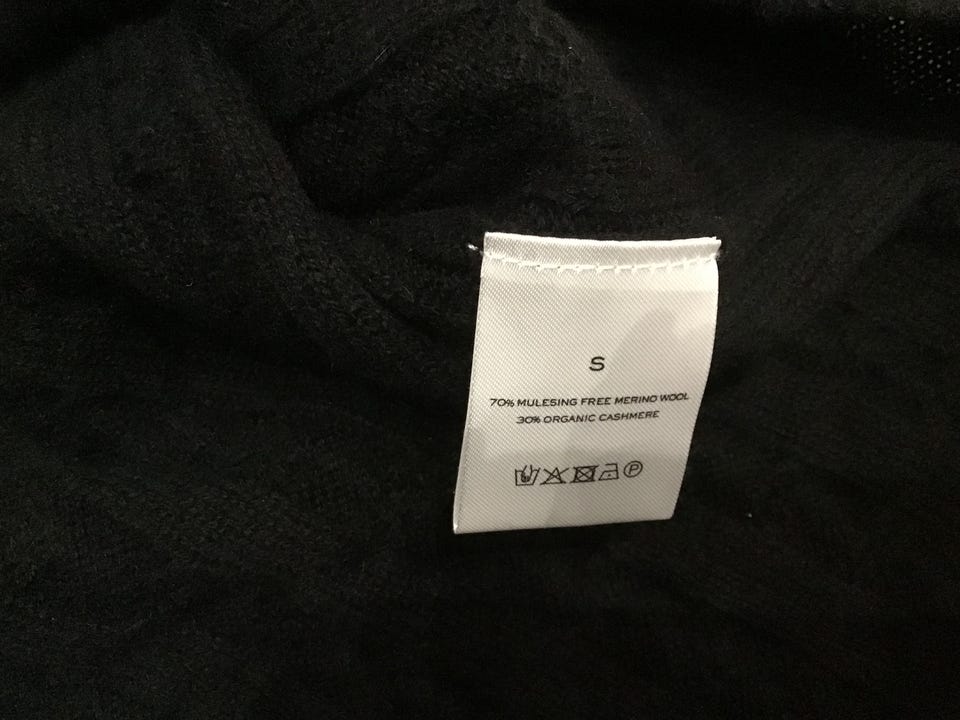 S
70% MULESING FREE MERINO WOOL
30% ORGANIC CASHMERE
P